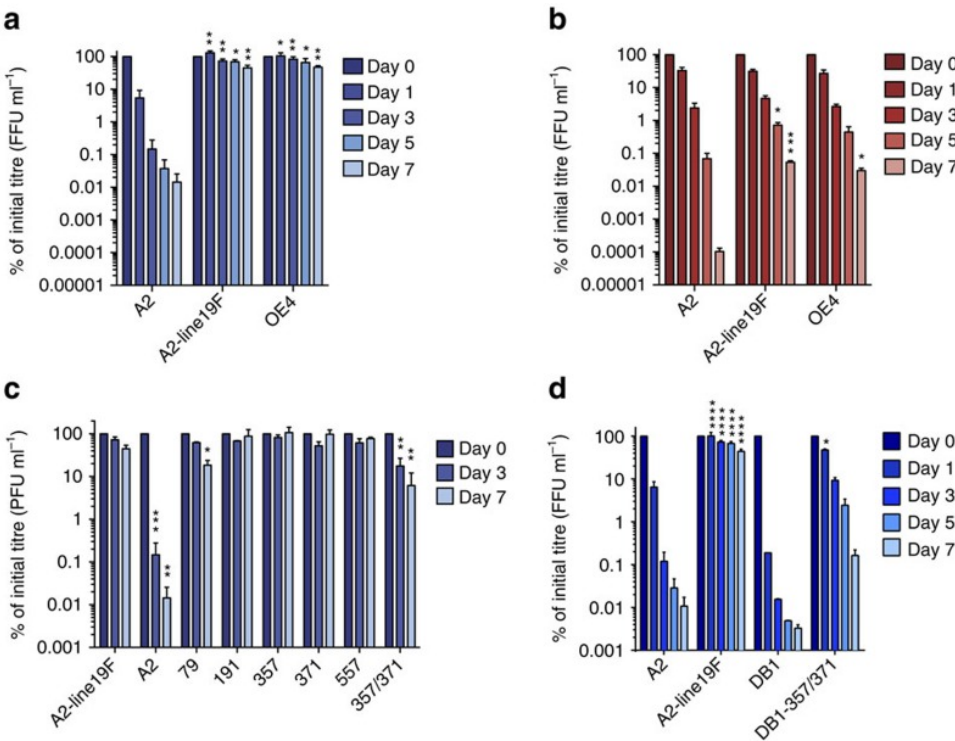 a
% of initial titre (FFU ml⁻¹)
100
10
1
0.1
0.01
0.001
0.0001
0.00001
** ** * ** * ** * **
A2
A2-line19F
OE4
Day 0
Day 1
Day 3
Day 5
Day 7
b
% of initial titre (FFU ml⁻¹)
100
10
1
0.1
0.01
0.001
0.0001
0.00001
* *** *
A2
A2-line19F
OE4
Day 0
Day 1
Day 3
Day 5
Day 7
c
% of initial titre (PFU ml⁻¹)
100
10
1
0.1
0.01
0.001
*** ** * ** **
A2-line19F
A2
79
191
357
371
557
357/371
Day 0
Day 3
Day 7
d
% of initial titre (FFU ml⁻¹)
100
10
1
0.1
0.01
0.001
**** **** **** **** *
A2
A2-line19F
DB1
DB1-357/371
Day 0
Day 1
Day 3
Day 5
Day 7